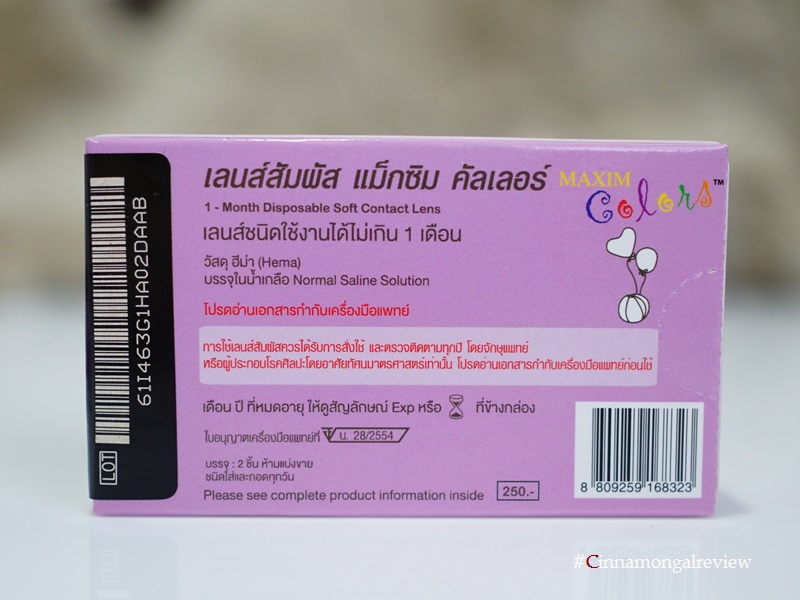 เลนส์สัมผัส แม็กซิม คัลเลอร์
MAXIM
Colors™
1 - Month Disposable Soft Contact Lens
เลนส์ชนิดใช้งานได้ไม่เกิน 1 เดือน
วัสดุ ฮีม่า (Hema)
บรรจุในน้ำเกลือ Normal Saline Solution
โปรดอ่านเอกสารกำกับเครื่องมือแพทย์
การใช้เลนส์สัมผัสควรได้รับการสั่งใช้ และตรวจติดตามทุกปี โดยจักษุแพทย์
หรือผู้ประกอบโรคศิลปะโดยอาศัยทัศนมาตรศาสตร์เท่านั้น โปรดอ่านเอกสารกำกับเครื่องมือแพทย์ก่อนใช้
เดือน ปี ที่หมดอายุ ให้ดูสัญลักษณ์ Exp หรือ ที่ข้างกล่อง
ใบอนุญาตเครื่องมือแพทย์ที่ น. 28/2554
บรรจุ : 2 ชิ้น ห้ามแบ่งขาย
ชนิดใส่และถอดทุกวัน
Please see complete product information inside
250.-
8 809259 168323
LOT
61I463G1HA02DAAB
#Cinnamongalreview